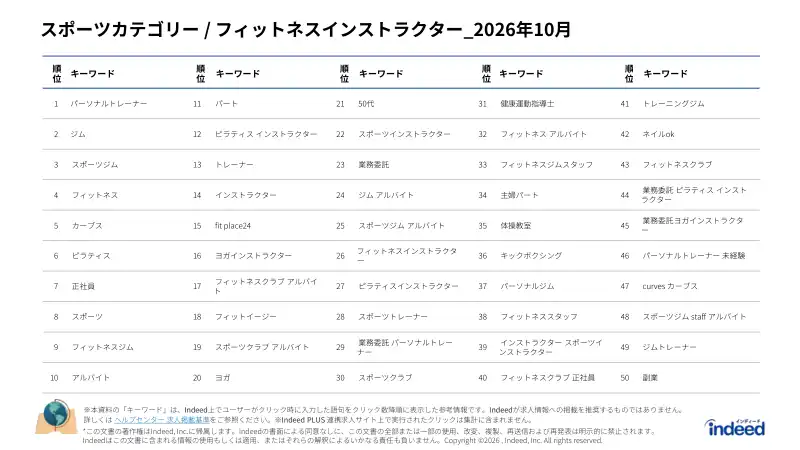 スポーツカテゴリー / フィットネスインストラクター_2026年10月
順位 キーワード 順位 キーワード 順位 キーワード 順位 キーワード 順位 キーワード
1 パーソナルトレーナー 11 パート 21 50代 31 健康運動指導士 41 トレーニングジム
2 ジム 12 ピラティス インストラクター 22 スポーツインストラクター 32 フィットネス アルバイト 42 ネイルok
3 スポーツジム 13 トレーナー 23 業務委託 33 フィットネスジムスタッフ 43 フィットネスクラブ
4 フィットネス 14 インストラクター 24 ジム アルバイト 34 主婦パート 44 業務委託 ピラティス インストラクター
5 カーブス 15 fit place24 25 スポーツジム アルバイト 35 体操教室 45 業務委託ヨガインストラクター
6 ピラティス 16 ヨガインストラクター 26 フィットネスインストラクター 36 キックボクシング 46 パーソナルトレーナー 未経験
7 正社員 17 フィットネスクラブ アルバイト 27 ピラティスインストラクター 37 パーソナルジム 47 curves カーブス
8 スポーツ 18 フィットイージー 28 スポーツトレーナー 38 フィットネススタッフ 48 スポーツジム staff アルバイト
9 フィットネスジム 19 スポーツクラブ アルバイト 29 業務委託 パーソナルトレーナー 39 インストラクター スポーツインストラクター 49 ジムトレーナー
10 アルバイト 20 ヨガ 30 スポーツクラブ 40 フィットネスクラブ 正社員 50 副業
※本資料の「キーワード」は、Indeed上でユーザーがクリック時に入力した語句をクリック数降順に表示した参考情報です。Indeedが求人情報への掲載を推奨するものではありません。
詳しくは ヘルプセンター 求人掲載基準をご参照ください。※Indeed PLUS 連携求人サイト上で実行されたクリックは集計に含まれません。
*この文書の著作権はIndeed, Inc.に帰属します。Indeedの書面による同意なしに、この文書の全部または一部の使用、改変、複製、再送信および再発表は明示的に禁止されます。
Indeedはこの文書に含まれる情報の使用もしくは適用、またはそれらの解釈によるいかなる責任も負いません。Copyright ©2026 , Indeed, Inc. All rights reserved.
インディード
indeed